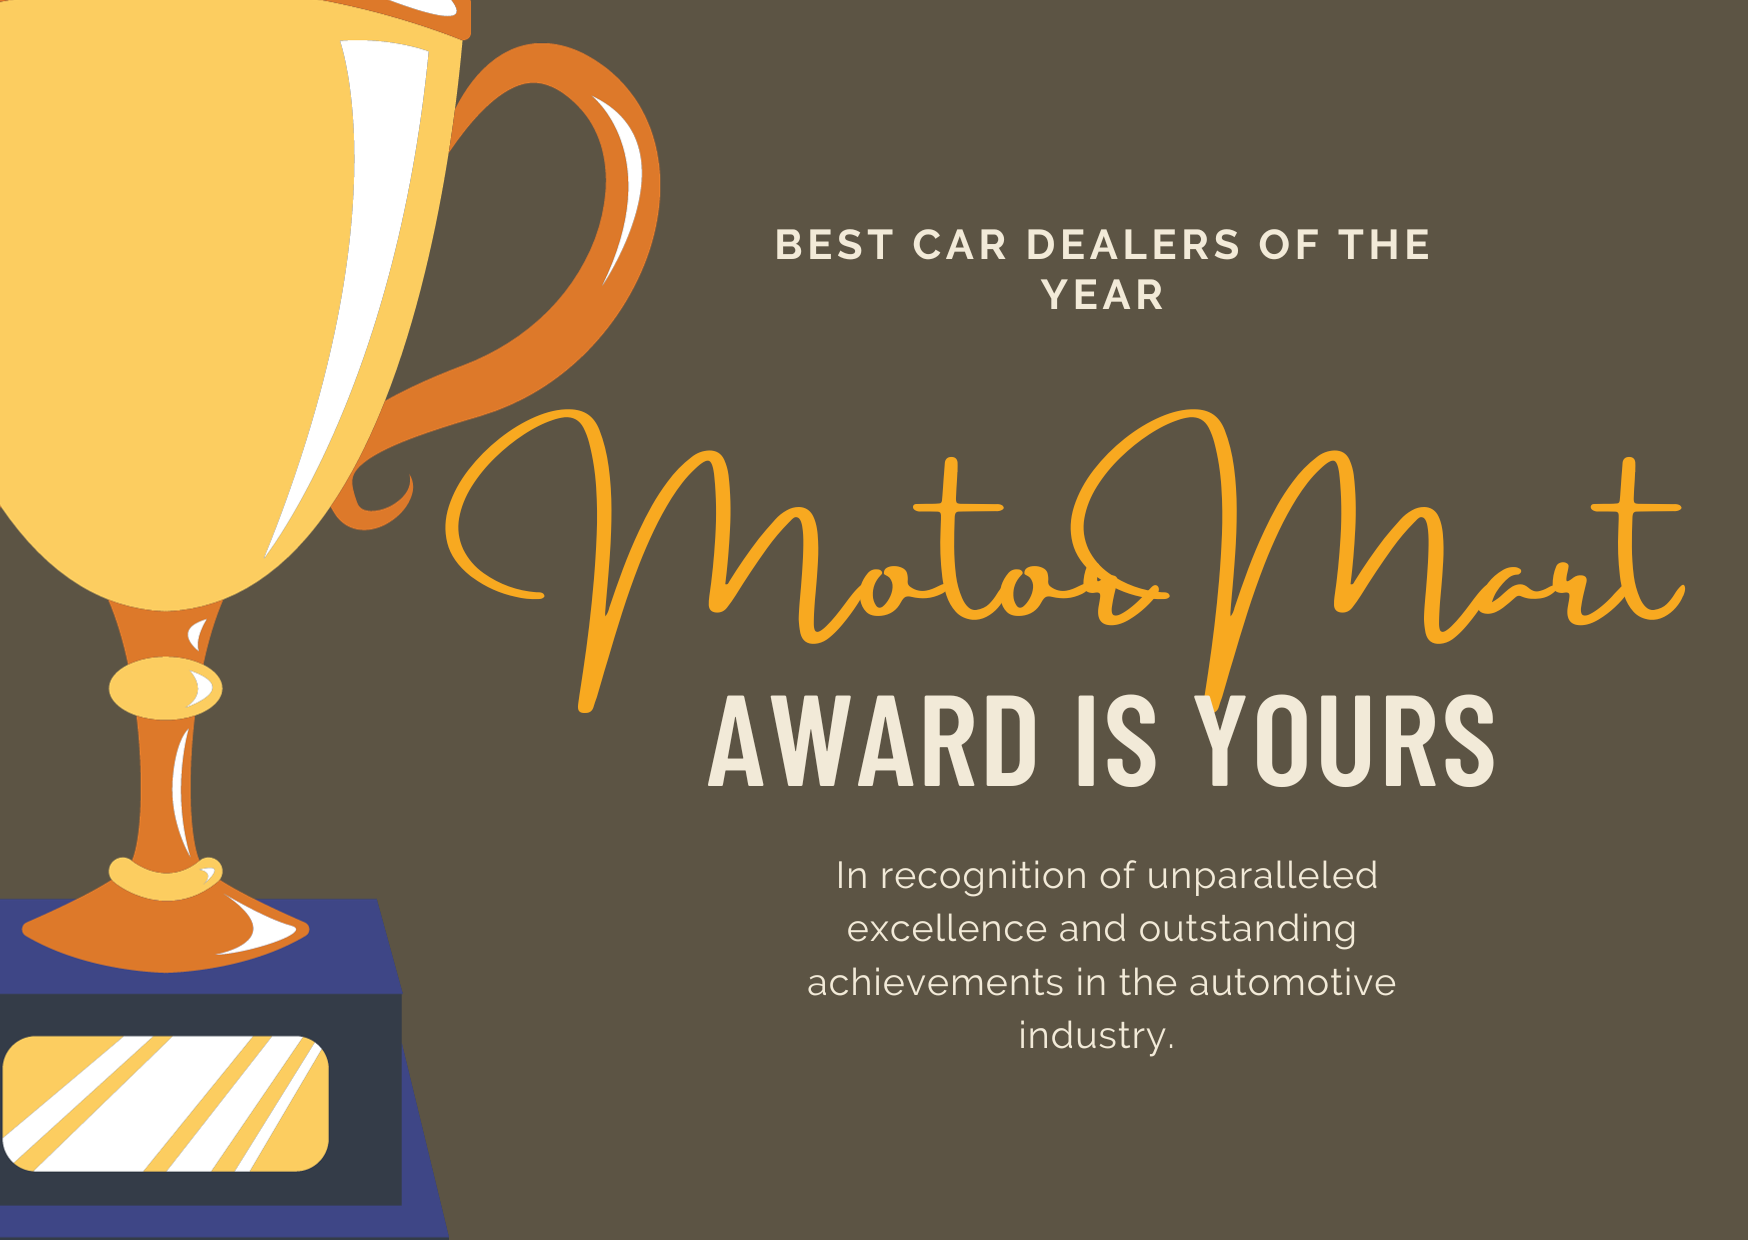 BEST CAR DEALERS OF THE
YEAR
MotorMart
AWARD IS YOURS
In recognition of unparalleled
excellence and outstanding
achievements in the automotive
industry.